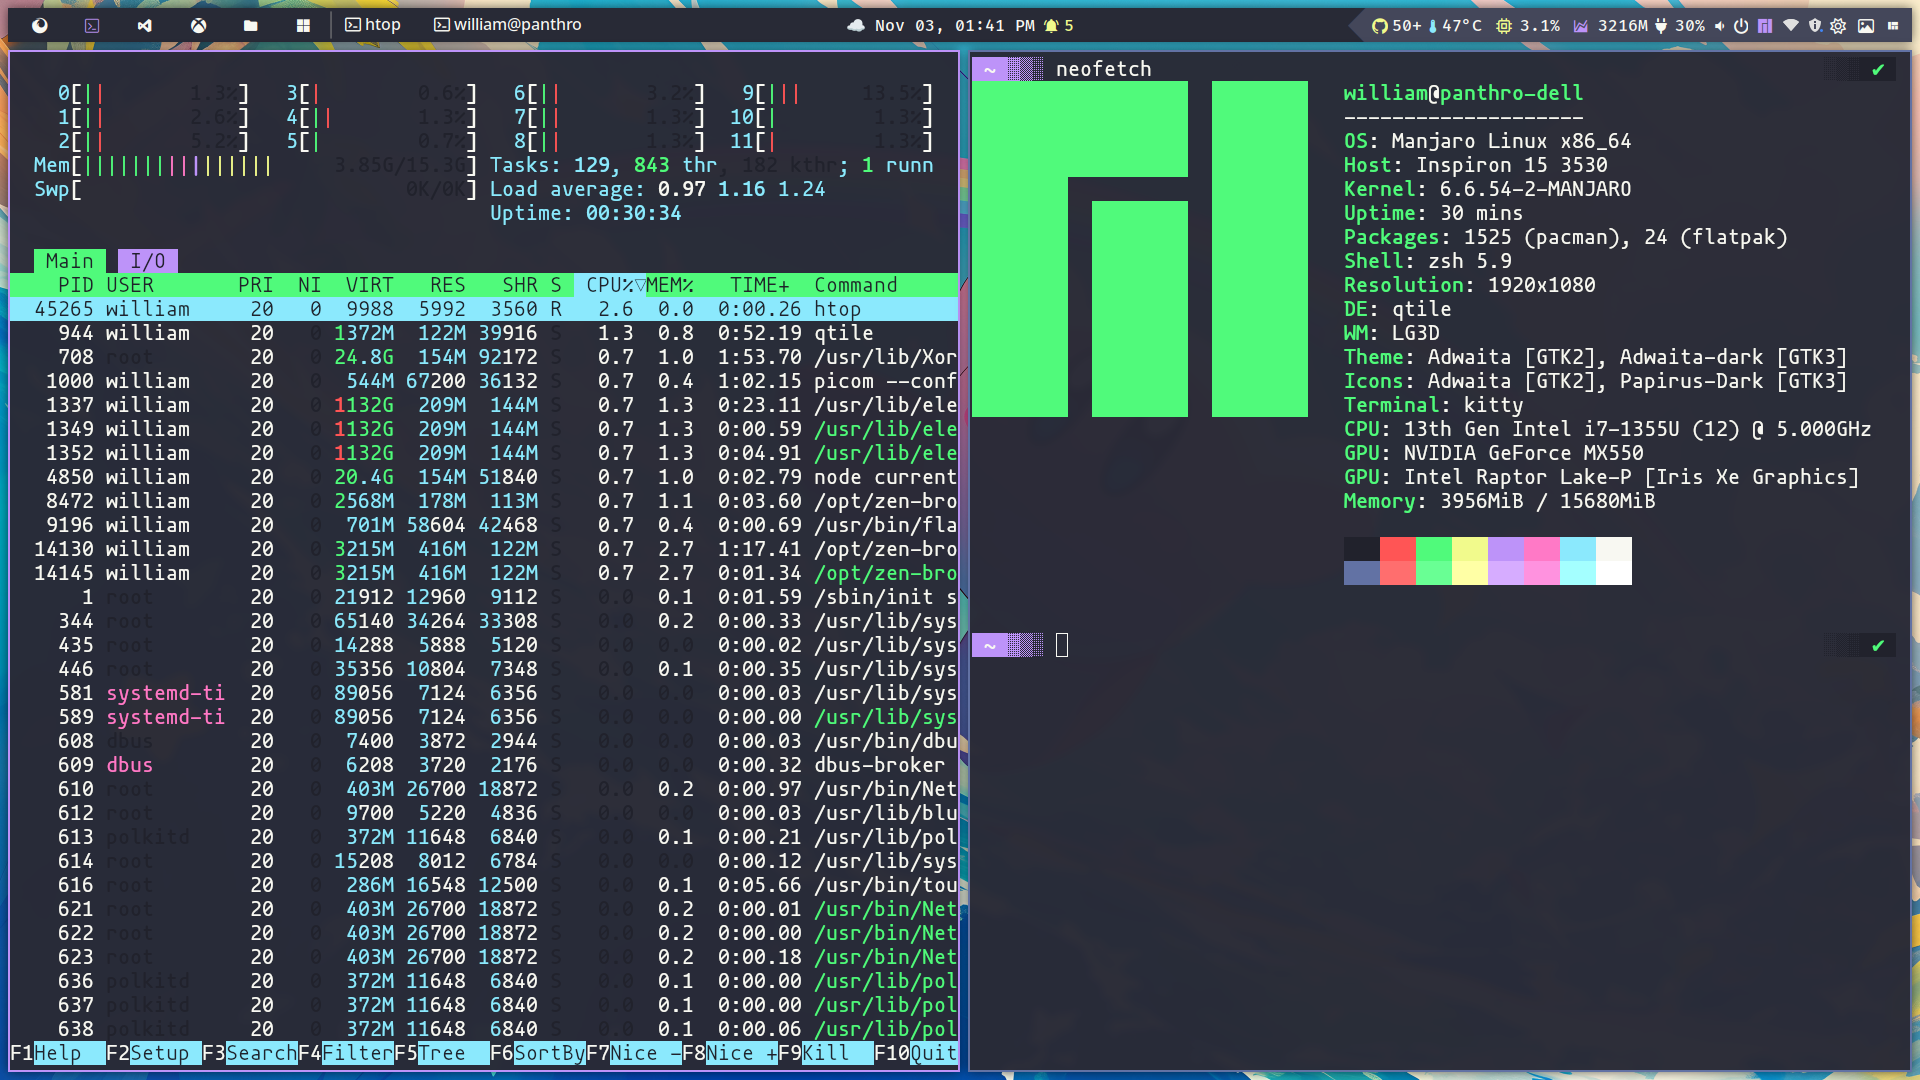 htop william@panthro Nov 03, 01:41 PM 5 50+ 47°C 3.1% 3216M 30%
0[|| 1.3%] 3[| 0.6%] 6[|| 3.2%] 9[||| 13.5%]
1[|| 2.6%] 4[|| 1.3%] 7[|| 1.3%] 10[| 1.3%]
2[|| 5.2%] 5[| 0.7%] 8[|| 1.3%] 11[| 1.3%]
Mem[|||||||||||||||| 3.85G/15.3G] Tasks: 129, 843 thr, 182 kthr; 1 runn
Swp[ 0K/0K] Load average: 0.97 1.16 1.24
Uptime: 00:30:34
Main I/O
PID USER PRI NI VIRT RES SHR S CPU%▽MEM% TIME+ Command
45265 william 20 0 9988 5992 3560 R 2.6 0.0 0:00.26 htop
944 william 20 0 1372M 122M 39916 S 1.3 0.8 0:52.19 qtile
708 root 20 0 24.8G 154M 92172 S 0.7 1.0 1:53.70 /usr/lib/Xor
1000 william 20 0 544M 67200 36132 S 0.7 0.4 1:02.15 picom --conf
1337 william 20 0 1132G 209M 144M S 0.7 1.3 0:23.11 /usr/lib/ele
1349 william 20 0 1132G 209M 144M S 0.7 1.3 0:00.59 /usr/lib/ele
1352 william 20 0 1132G 209M 144M S 0.7 1.3 0:04.91 /usr/lib/ele
4850 william 20 0 20.4G 154M 51840 S 0.7 1.0 0:02.79 node current
8472 william 20 0 2568M 178M 113M S 0.7 1.1 0:03.60 /opt/zen-bro
9196 william 20 0 701M 58604 42468 S 0.7 0.4 0:00.69 /usr/bin/fla
14130 william 20 0 3215M 416M 122M S 0.7 2.7 1:17.41 /opt/zen-bro
14145 william 20 0 3215M 416M 122M S 0.7 2.7 0:01.34 /opt/zen-bro
1 root 20 0 21912 12960 9112 S 0.0 0.1 0:01.59 /sbin/init s
344 root 20 0 65140 34264 33308 S 0.0 0.2 0:00.33 /usr/lib/sys
435 root 20 0 14288 5888 5120 S 0.0 0.0 0:00.02 /usr/lib/sys
446 root 20 0 35356 10804 7348 S 0.0 0.1 0:00.35 /usr/lib/sys
581 systemd-ti 20 0 89056 7124 6356 S 0.0 0.0 0:00.03 /usr/lib/sys
589 systemd-ti 20 0 89056 7124 6356 S 0.0 0.0 0:00.00 /usr/lib/sys
608 dbus 20 0 7400 3872 2944 S 0.0 0.0 0:00.03 /usr/bin/dbu
609 dbus 20 0 6208 3720 2176 S 0.0 0.0 0:00.32 dbus-broker
610 root 20 0 403M 26700 18872 S 0.0 0.2 0:00.97 /usr/bin/Net
612 root 20 0 9700 5220 4836 S 0.0 0.0 0:00.03 /usr/lib/blu
613 polkitd 20 0 372M 11648 6840 S 0.0 0.1 0:00.21 /usr/lib/pol
614 root 20 0 15208 8012 6784 S 0.0 0.0 0:00.12 /usr/lib/sys
616 root 20 0 286M 16548 12500 S 0.0 0.1 0:05.66 /usr/bin/tou
621 root 20 0 403M 26700 18872 S 0.0 0.2 0:00.01 /usr/bin/Net
622 root 20 0 403M 26700 18872 S 0.0 0.2 0:00.00 /usr/bin/Net
623 root 20 0 403M 26700 18872 S 0.0 0.2 0:00.18 /usr/bin/Net
636 polkitd 20 0 372M 11648 6840 S 0.0 0.1 0:00.00 /usr/lib/pol
637 polkitd 20 0 372M 11648 6840 S 0.0 0.1 0:00.00 /usr/lib/pol
638 polkitd 20 0 372M 11648 6840 S 0.0 0.1 0:00.06 /usr/lib/pol
F1Help F2Setup F3SearchF4FilterF5Tree F6SortByF7Nice -F8Nice +F9Kill F10Quit
~ neofetch ✔
william@panthro-dell
--------------------
OS: Manjaro Linux x86_64
Host: Inspiron 15 3530
Kernel: 6.6.54-2-MANJARO
Uptime: 30 mins
Packages: 1525 (pacman), 24 (flatpak)
Shell: zsh 5.9
Resolution: 1920x1080
DE: qtile
WM: LG3D
Theme: Adwaita [GTK2], Adwaita-dark [GTK3]
Icons: Adwaita [GTK2], Papirus-Dark [GTK3]
Terminal: kitty
CPU: 13th Gen Intel i7-1355U (12) @ 5.000GHz
GPU: NVIDIA GeForce MX550
GPU: Intel Raptor Lake-P [Iris Xe Graphics]
Memory: 3956MiB / 15680MiB
~ ✔